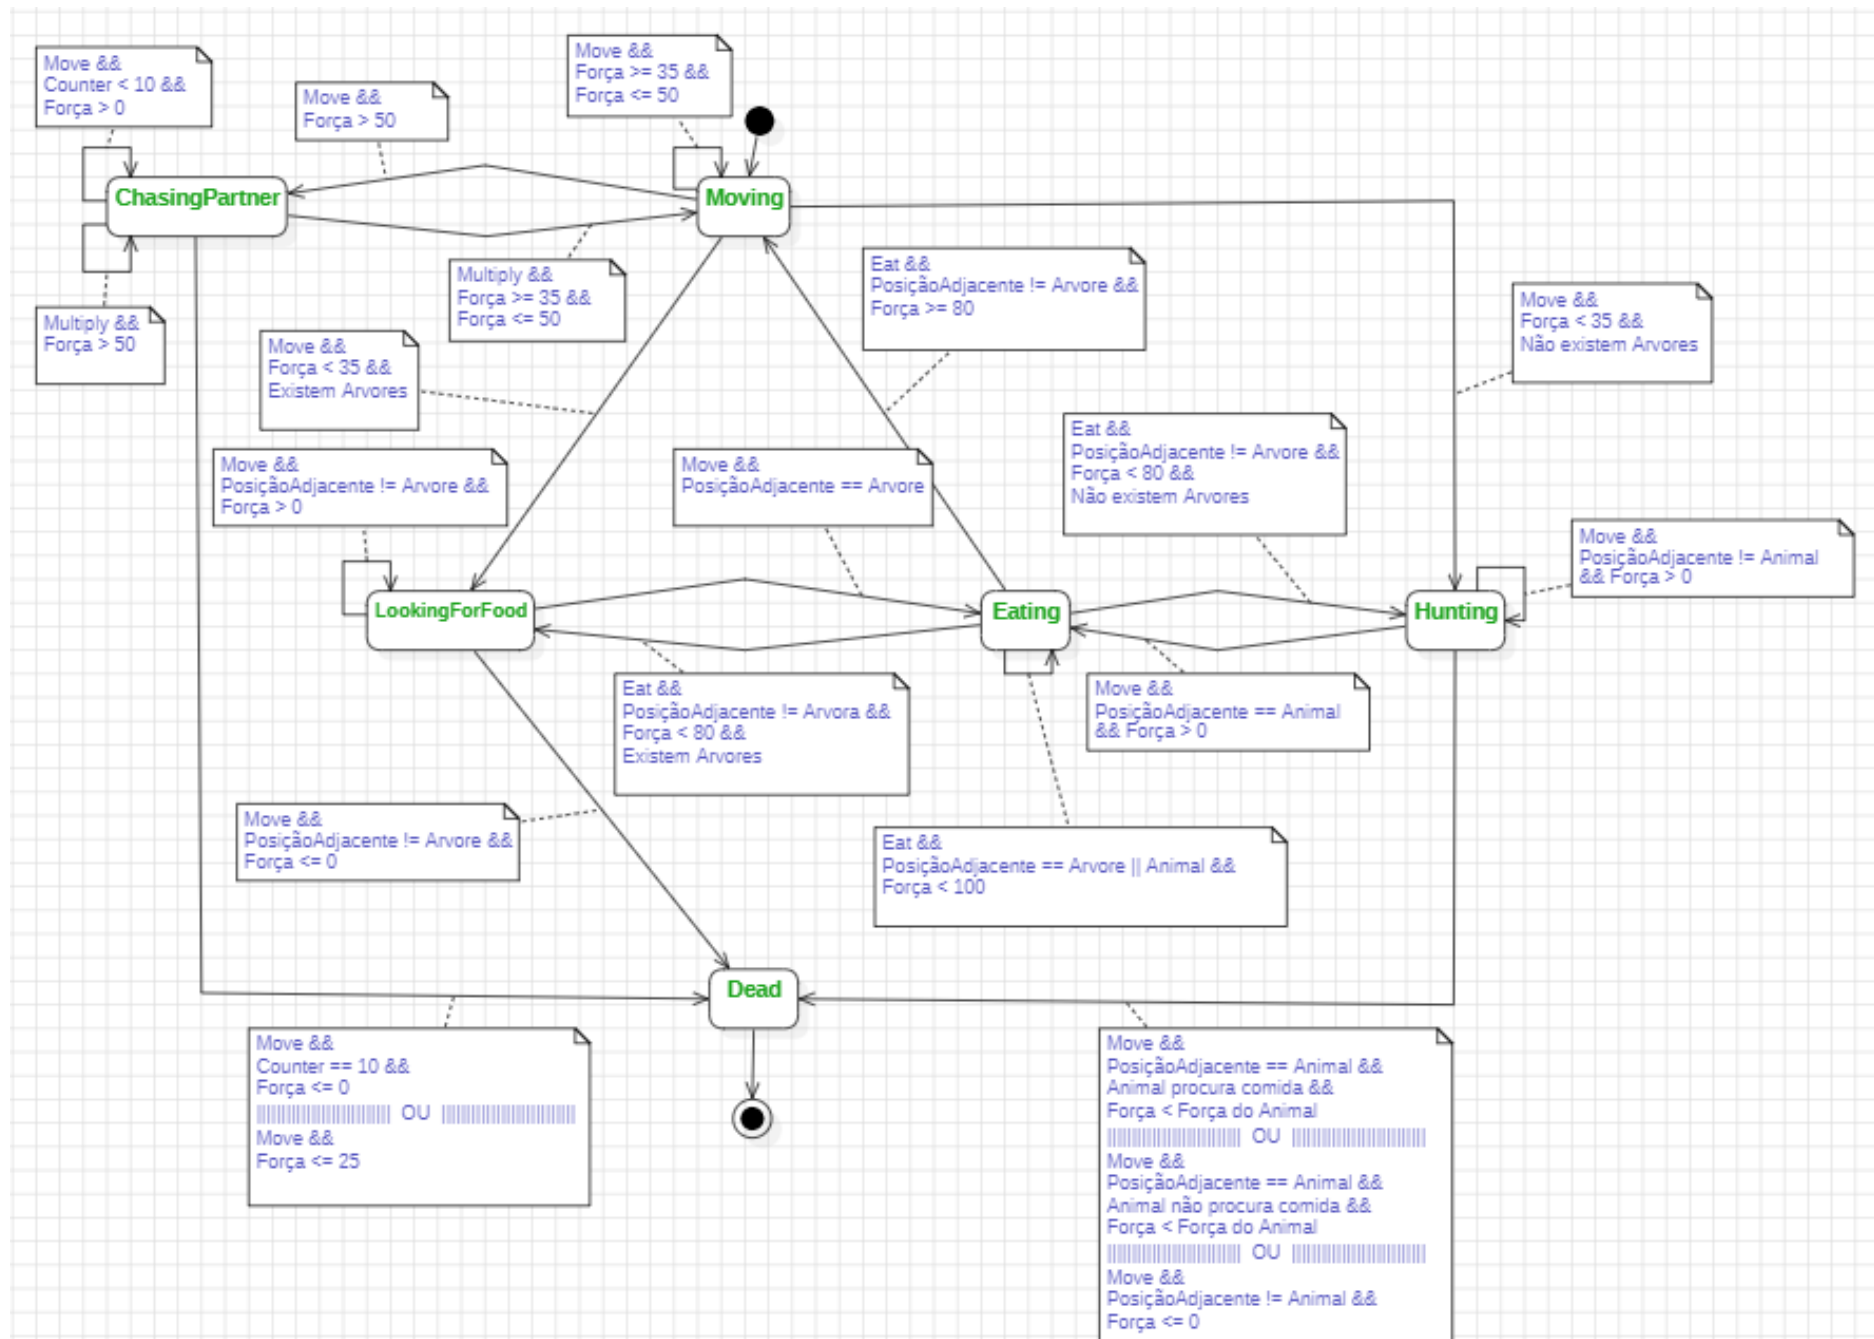 Move &&
Counter < 10 &&
Força > 0
Move &&
Força > 50
Move &&
Força >= 35 &&
Força <= 50
ChasingPartner
Moving
Multiply &&
Força > 50
Multiply &&
Força >= 35 &&
Força <= 50
Eat &&
PosiçãoAdjacente != Arvore &&
Força >= 80
Move &&
Força < 35 &&
Não existem Arvores
Move &&
Força < 35 &&
Existem Arvores
Move &&
PosiçãoAdjacente != Arvore &&
Força > 0
Move &&
PosiçãoAdjacente == Arvore
Eat &&
PosiçãoAdjacente != Arvore &&
Força < 80 &&
Não existem Arvores
Move &&
PosiçãoAdjacente != Animal
&& Força > 0
LookingForFood
Eating
Hunting
Eat &&
PosiçãoAdjacente != Arvora &&
Força < 80 &&
Existem Arvores
Move &&
PosiçãoAdjacente == Animal
&& Força > 0
Move &&
PosiçãoAdjacente != Arvore &&
Força <= 0
Eat &&
PosiçãoAdjacente == Arvore || Animal &&
Força < 100
Dead
Move &&
Counter == 10 &&
Força <= 0
||||||||||||||||||||||||||| OU |||||||||||||||||||||||||||
Move &&
Força <= 25
Move &&
PosiçãoAdjacente == Animal &&
Animal procura comida &&
Força < Força do Animal
||||||||||||||||||||||||||| OU |||||||||||||||||||||||||||
Move &&
PosiçãoAdjacente == Animal &&
Animal não procura comida &&
Força < Força do Animal
||||||||||||||||||||||||||| OU |||||||||||||||||||||||||||
Move &&
PosiçãoAdjacente != Animal &&
Força <= 0